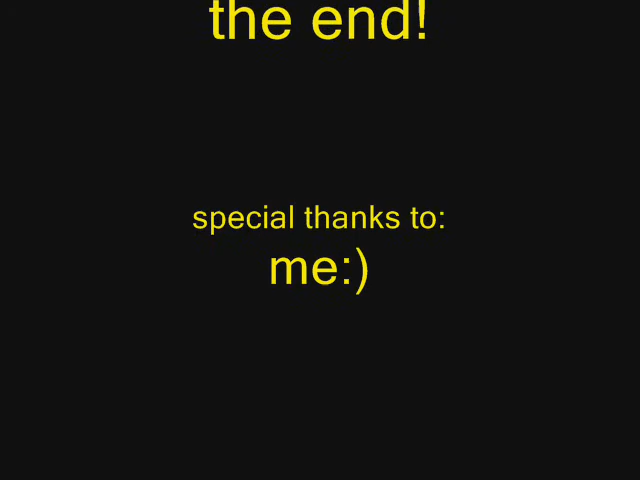 the end!
special thanks to:
me:)